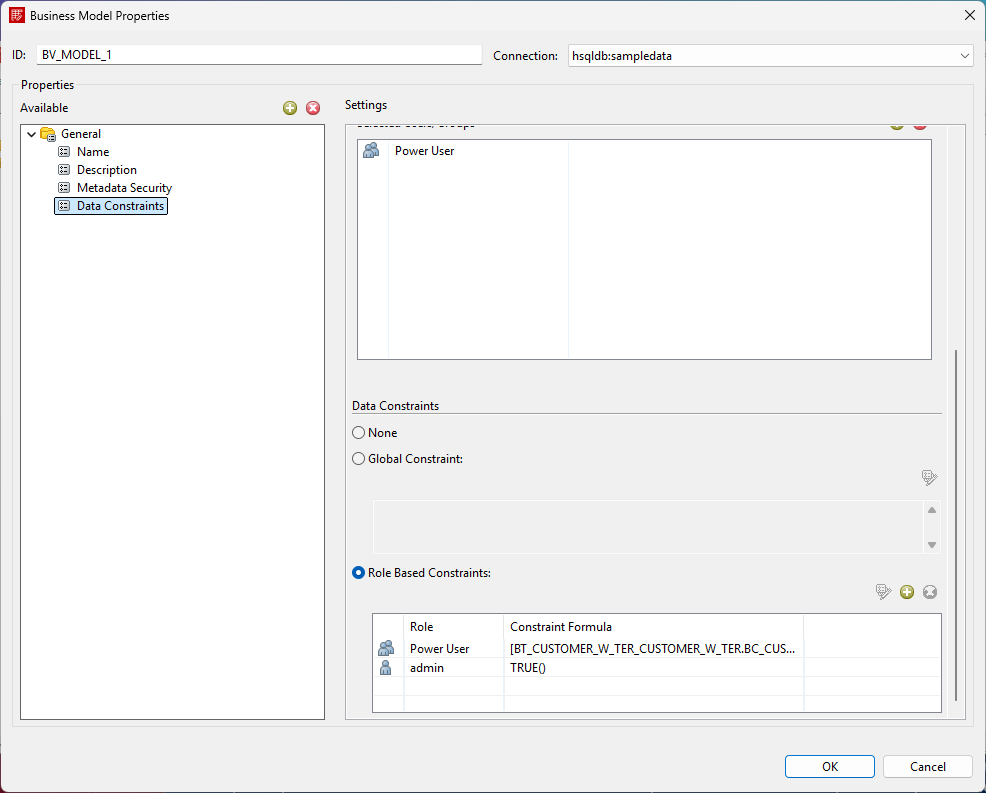 Business Model Properties
ID: BV_MODEL_1 Connection: hsqldb:sampledata
Properties
Available
Settings
General
Name
Description
Metadata Security
Data Constraints
Power User
Data Constraints
None
Global Constraint:
Role Based Constraints:
Role Constraint Formula
Power User [BT_CUSTOMER_W_TER_CUSTOMER_W_TER.BC_CUS...
admin TRUE()
OK Cancel